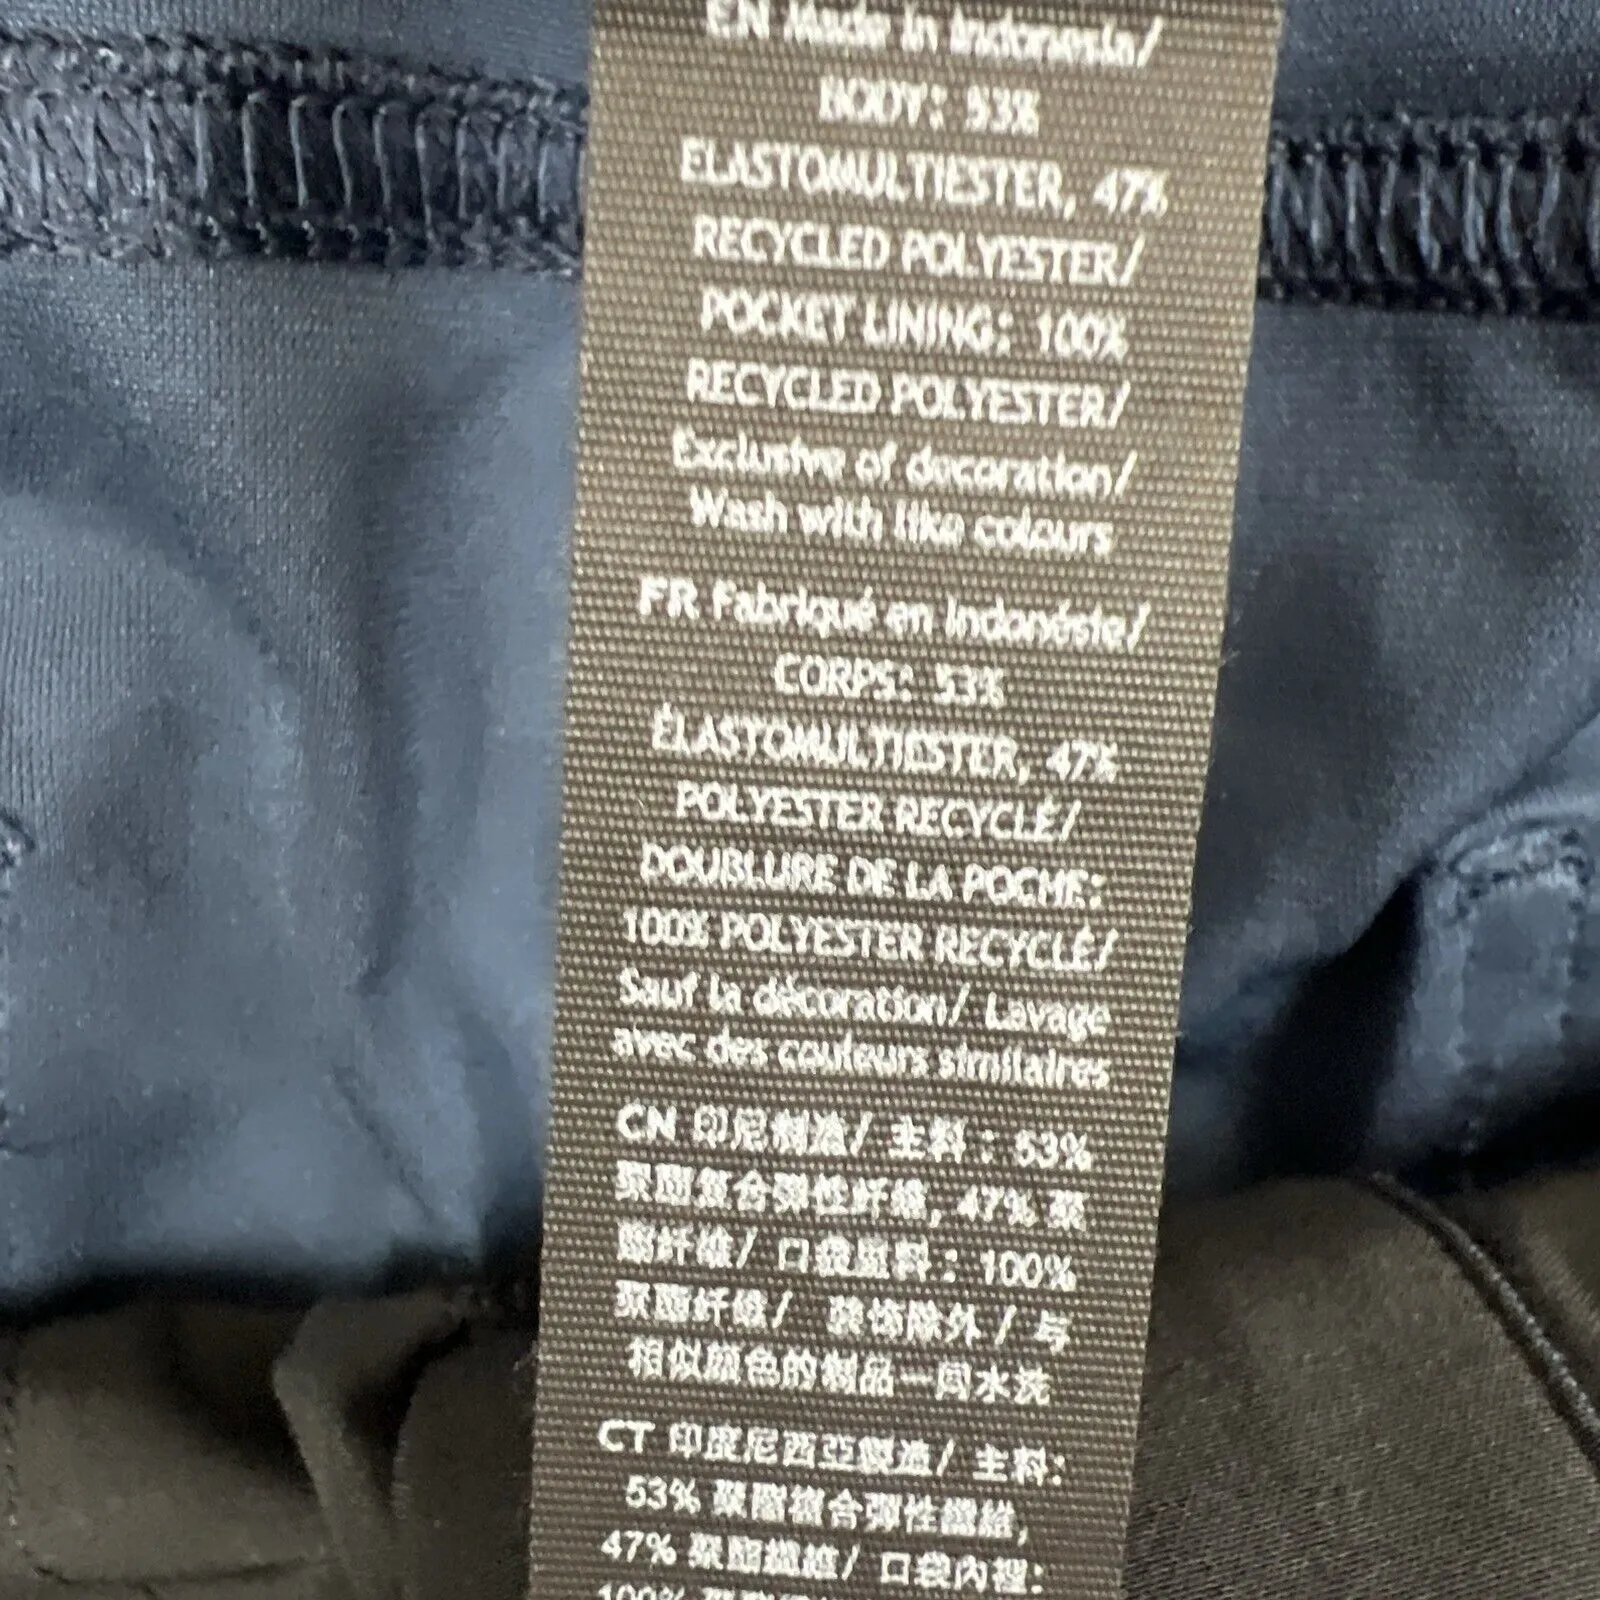 EN Made in Indonesia/
BODY: 53%
ELASTOMULTIESTER, 47%
RECYCLED POLYESTER/
POCKET LINING: 100%
RECYCLED POLYESTER/
Exclusive of decoration/
Wash with like colours
FR Fabriqué en Indonésie/
CORPS: 53%
ÉLASTOMULTIESTER, 47%
POLYESTER RECYCLÉ/
DOUBLURE DE LA POCHE:
100% POLYESTER RECYCLÉ/
Sauf la décoration/ Lavage
avec des couleurs similaires
CN 印尼制造/ 主料: 53%
聚酯复合弹性纤维, 47% 聚
酯纤维/ 口袋底料: 100%
聚酯纤维/ 装饰除外 / 与
相似颜色的制品一同水洗
CT 印度尼西亞製造/ 主料:
53% 聚酯複合彈性纖維,
47% 聚酯纖維/ 口袋內裡:
100% 聚酯纖維/